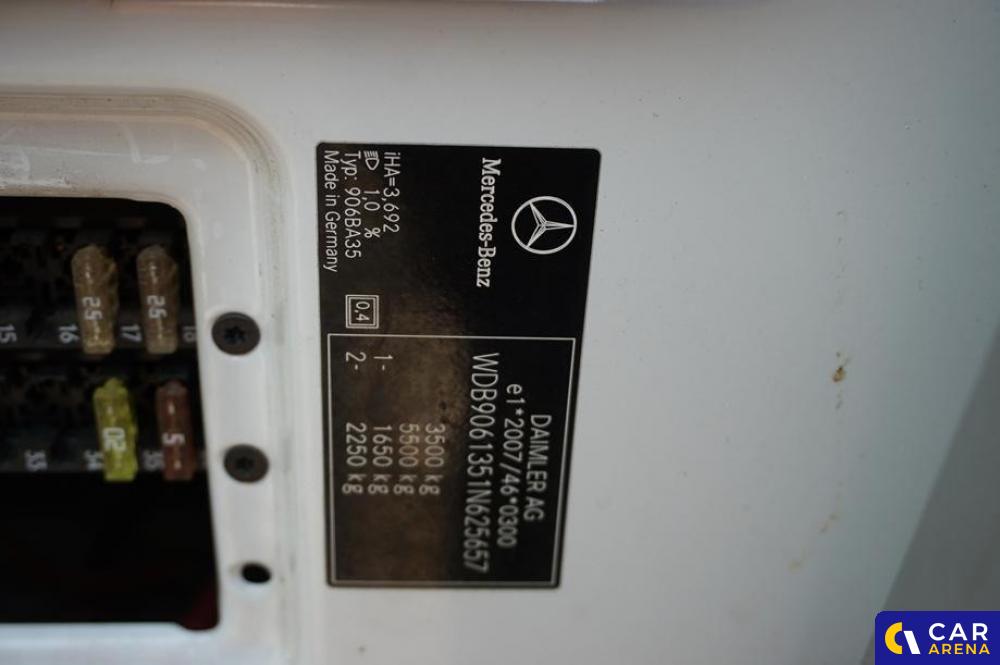 Mercedes-Benz
iHA=3,692
1,0 %
Typ: 906BA35
Made in Germany
0,4
DAIMLER AG
e1*2007/46*0300
WDB9061351N625657
3500 kg
5500 kg
1- 1650 kg
2- 2250 kg
25
25
15
16
17
18
20
5
33
34
35
CAR
ARENA